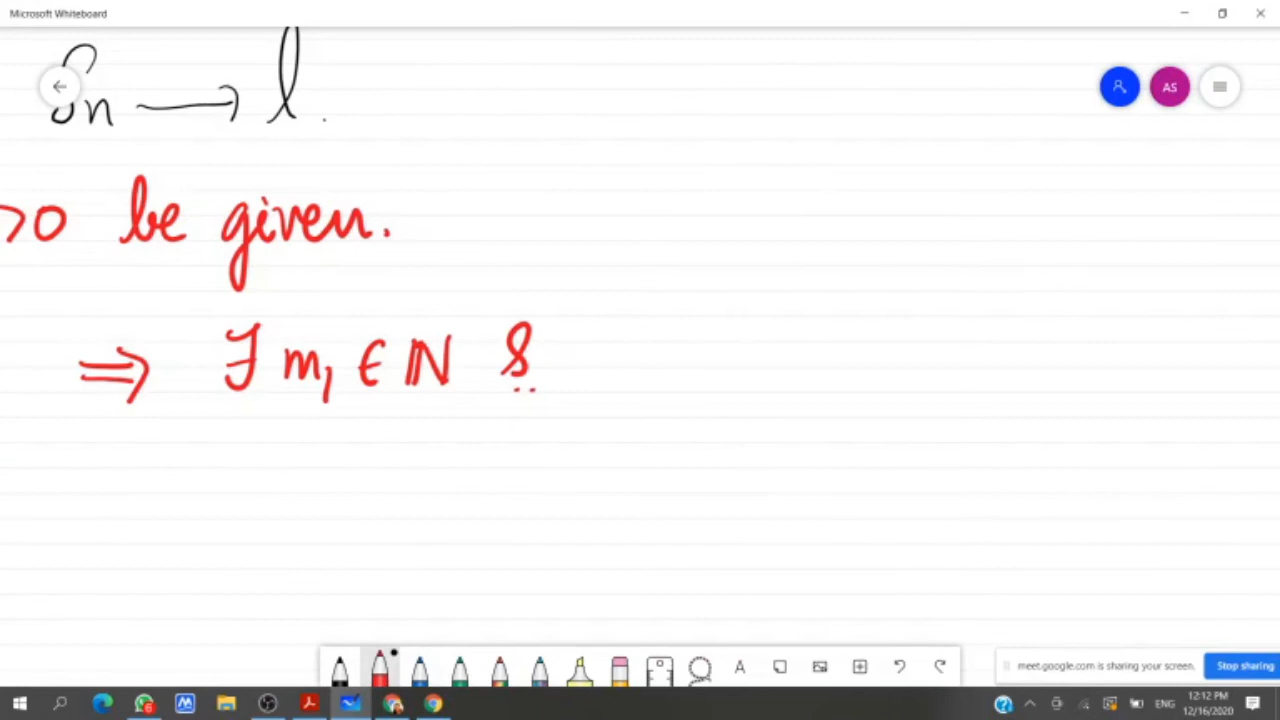 Microsoft Whiteboard
Sn → l.
>0 be given.
AS
⇒ ∃ m₁ ∈ ℕ
A
meet.google.com is sharing your screen.
Stop sharing
ENG
12:12 PM
12/16/2020